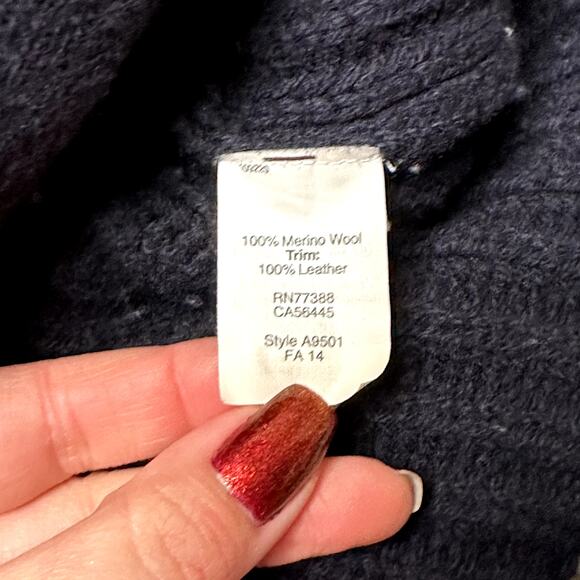 100% Merino Wool
Trim:
100% Leather
RN77388
CA56445
Style A9501
FA 14